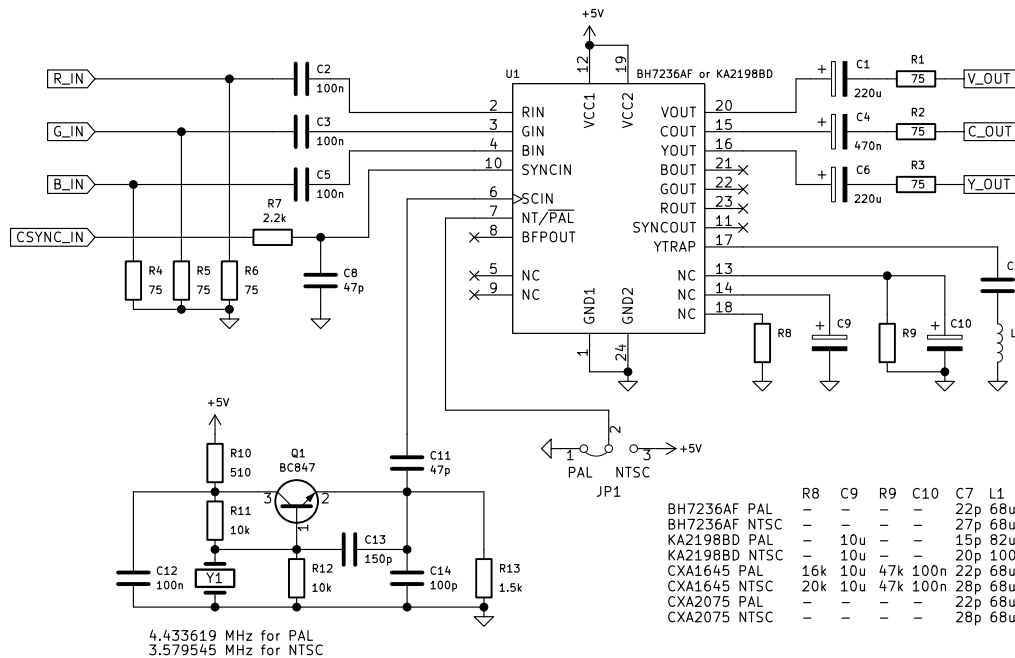 +5V
U1
BH7236AF or KA2198BD
12
19
VCC1
VCC2
R_IN
C2
100n
2
RIN
VOUT
20
C1
+
220u
R1
75
V_OUT
G_IN
C3
100n
3
GIN
COUT
15
C4
+
470n
R2
75
C_OUT
B_IN
C5
100n
4
BIN
YOUT
16
C6
+
220u
R3
75
Y_OUT
10
SYNCIN
BOUT
21
6
SCIN
GOUT
22
7
NT/PAL
ROUT
23
8
BFPOUT
SYNCOUT
11
YTRAP
17
5
NC
NC
13
9
NC
NC
14
NC
18
GND1
GND2
1
24
CSYNC_IN
R7
2.2k
C8
47p
R4
75
R5
75
R6
75
R8
+
C9
R9
+
C10
C
L
+5V
R10
510
R11
10k
Q1
BC847
3
2
1
C11
47p
C12
100n
Y1
R12
10k
C13
150p
C14
100p
R13
1.5k
2
1
3
+5V
PAL NTSC
JP1
4.433619 MHz for PAL
3.579545 MHz for NTSC
R8 C9 R9 C10 C7 L1
BH7236AF PAL – – – – 22p 68u
BH7236AF NTSC – – – – 27p 68u
KA2198BD PAL – 10u – – 15p 82u
KA2198BD NTSC – 10u – – 20p 100
CXA1645 PAL 16k 10u 47k 100n 22p 68u
CXA1645 NTSC 20k 10u 47k 100n 28p 68u
CXA2075 PAL – – – – 22p 68u
CXA2075 NTSC – – – – 28p 68u